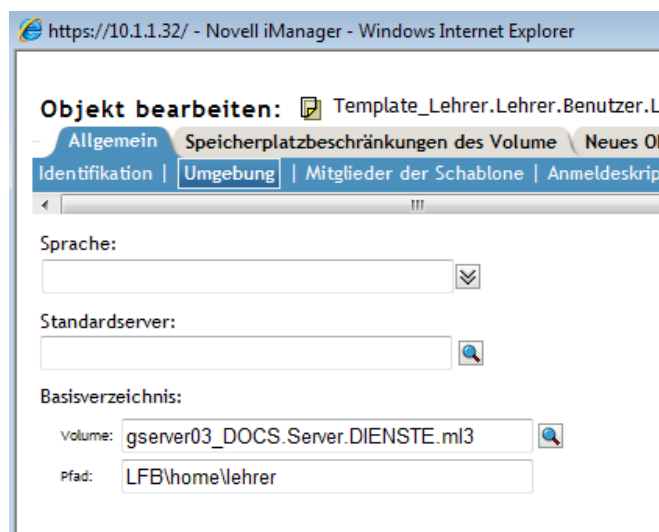 https://10.1.1.32/ - Novell iManager - Windows Internet Explorer
Objekt bearbeiten: Template_Lehrer.Lehrer.Benutzer.L
Allgemein Speicherplatzbeschränkungen des Volume Neues O
Identifikation | Umgebung | Mitglieder der Schablone | Anmeldeskrip
Sprache:
Standardserver:
Basisverzeichnis:
Volume: gserver03_DOCS.Server.DIENSTE.ml3
Pfad: LFB\home\lehrer